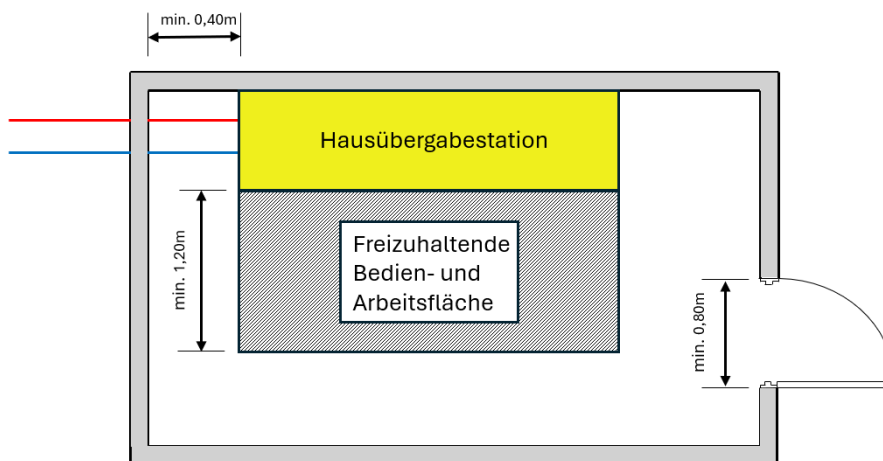 min. 0,40m
Hausübergabestation
min. 1,20m
Freizuhaltende
Bedien- und
Arbeitsfläche
min. 0,80m